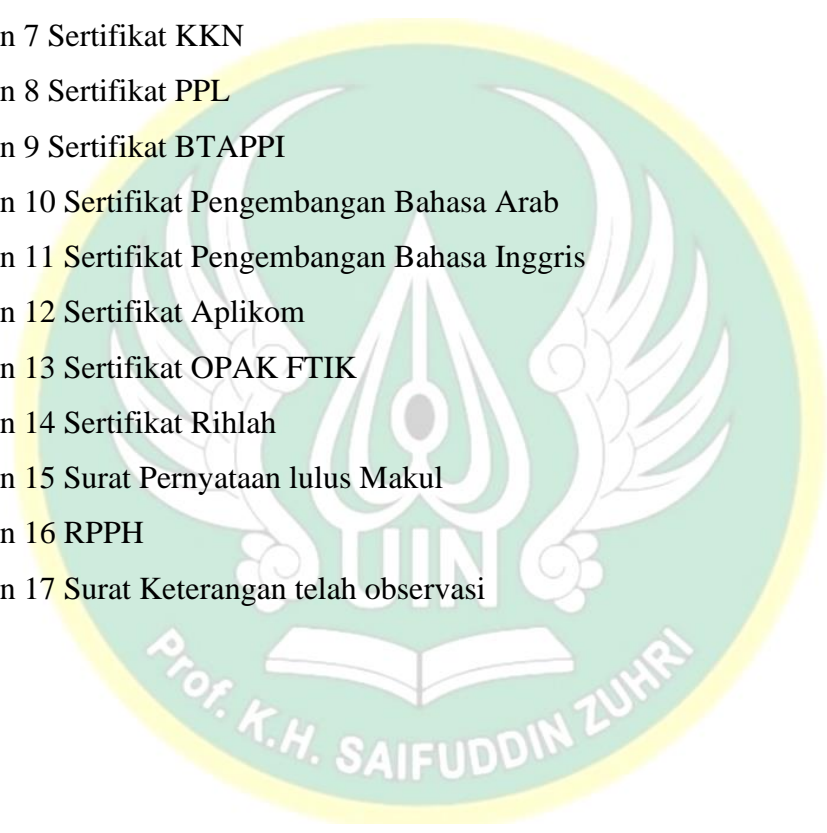 n 7 Sertifikat KKN
n 8 Sertifikat PPL
n 9 Sertifikat BTAPPI
n 10 Sertifikat Pengembangan Bahasa Arab
n 11 Sertifikat Pengembangan Bahasa Inggris
n 12 Sertifikat Aplikom
n 13 Sertifikat OPAK FTIK
n 14 Sertifikat Rihlah
n 15 Surat Pernyataan lulus Makul
n 16 RPPH
n 17 Surat Keterangan telah observasi
UIN
Prof. K.H. SAIFUDDIN ZUHRI